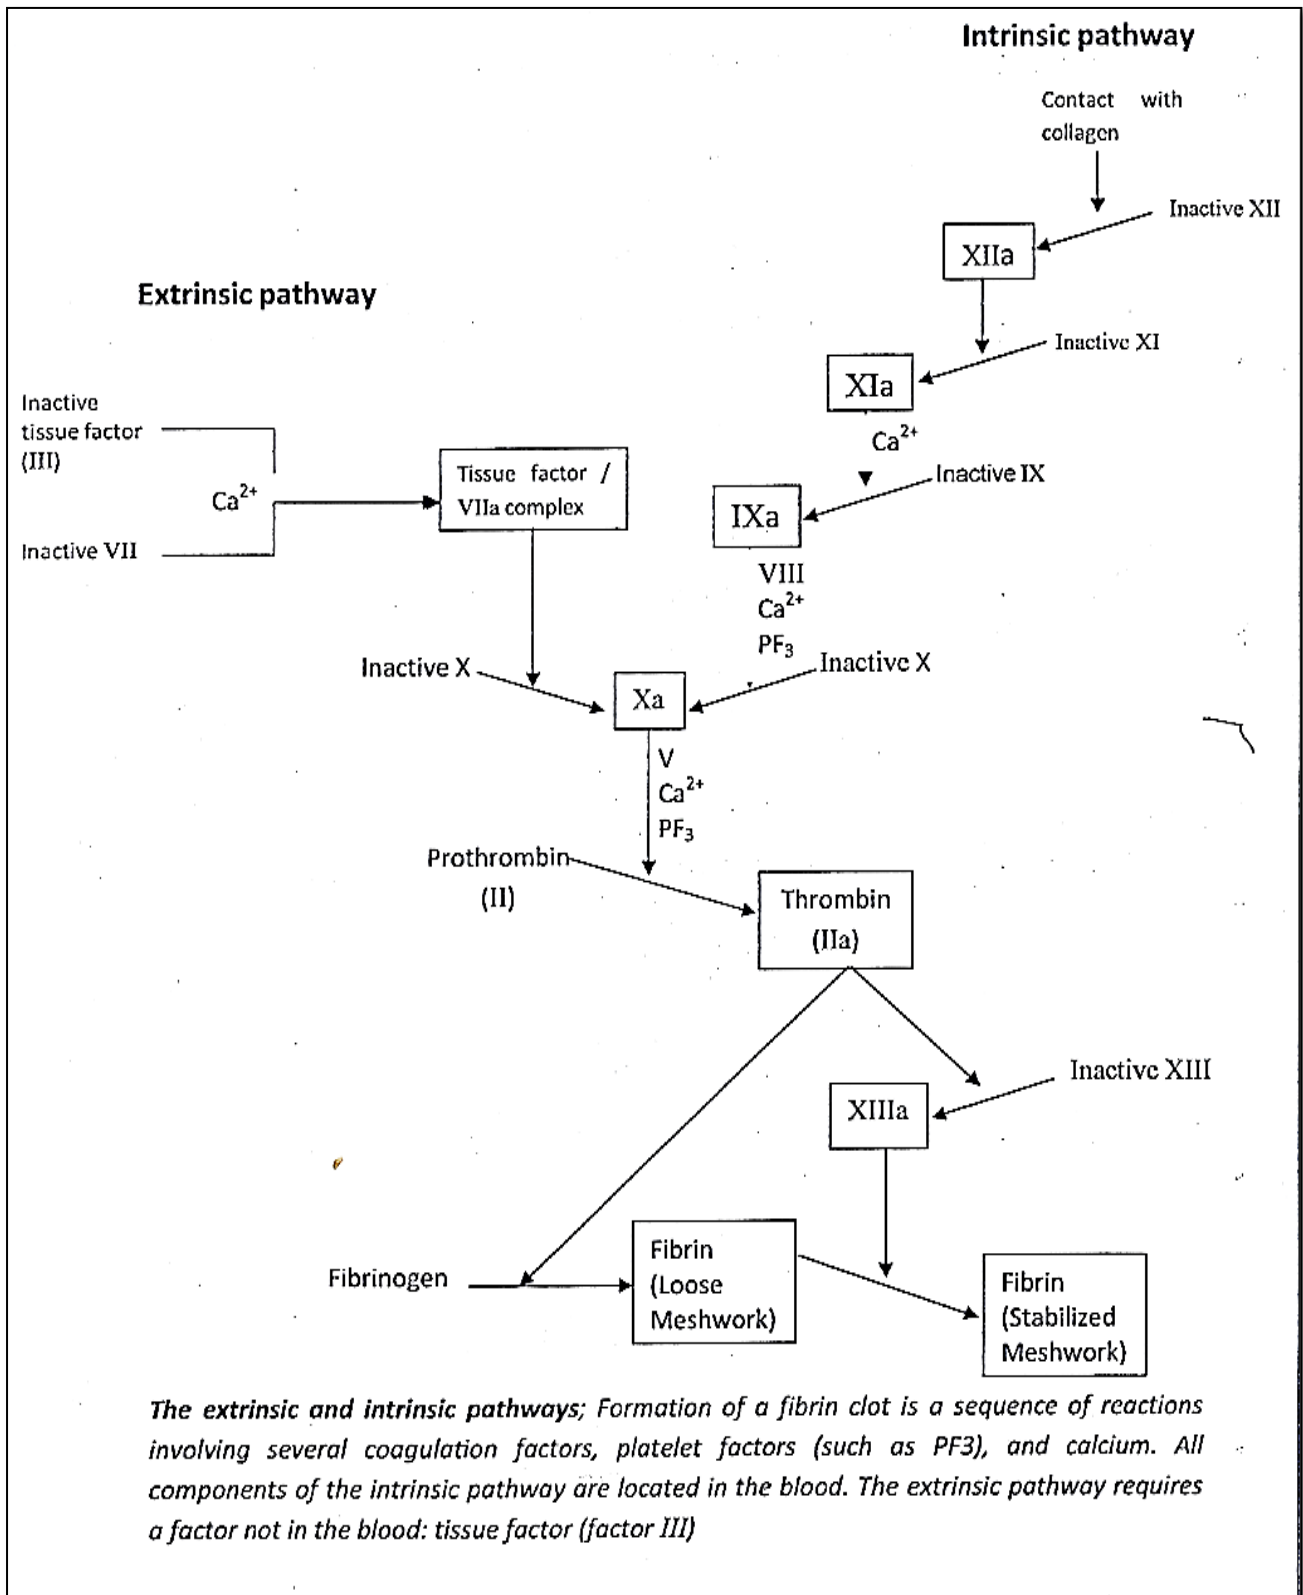 Intrinsic pathway
Contact with
collagen
Inactive XII
XIIa
Extrinsic pathway
Inactive XI
XIa
Inactive
tissue factor
(III)
Ca²⁺
Inactive VII
Tissue factor /
VIIa complex
Ca²⁺
Inactive IX
IXa
VIII
Ca²⁺
PF₃
Inactive X
Inactive X
Xa
V
Ca²⁺
PF₃
Prothrombin
(II)
Thrombin
(IIa)
Inactive XIII
XIIIa
Fibrinogen
Fibrin
(Loose
Meshwork)
Fibrin
(Stabilized
Meshwork)
The extrinsic and intrinsic pathways; Formation of a fibrin clot is a sequence of reactions
involving several coagulation factors, platelet factors (such as PF3), and calcium. All
components of the intrinsic pathway are located in the blood. The extrinsic pathway requires
a factor not in the blood: tissue factor (factor III)